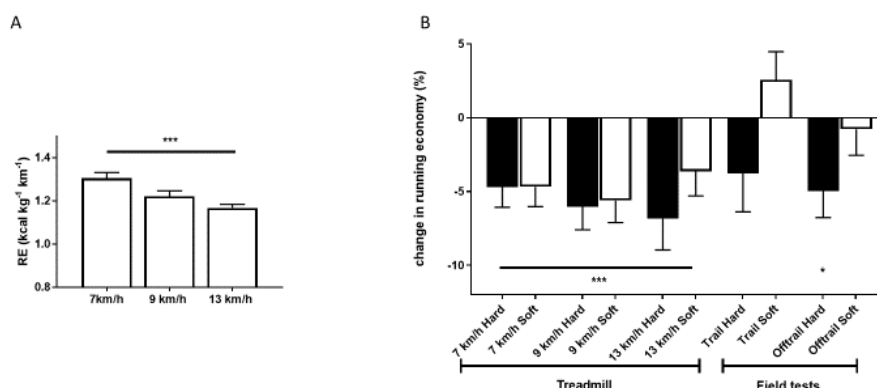 A
B
***
RE (kcal kg⁻¹ km⁻¹)
1.4
1.2
1.0
0.8
7km/h
9 km/h
13 km/h
change in running economy (%)
5
0
-5
-10
***
*
7 km/h Hard
7 km/h Soft
9 km/h Hard
9 km/h Soft
13 km/h Hard
13 km/h Soft
Trail Hard
Trail Soft
Offtrail Hard
Offtrail Soft
Treadmill
Field tests